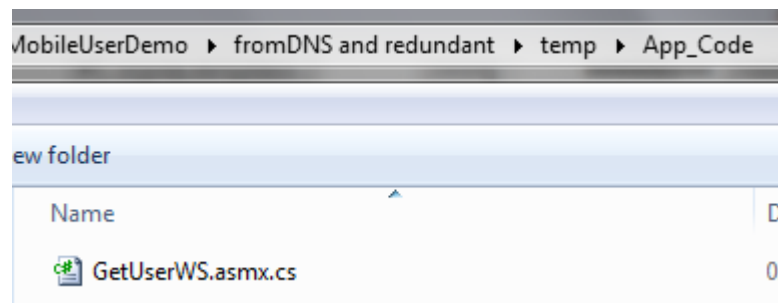 MobileUserDemo ▸ fromDNS and redundant ▸ temp ▸ App_Code
ew folder
Name
GetUserWS.asmx.cs